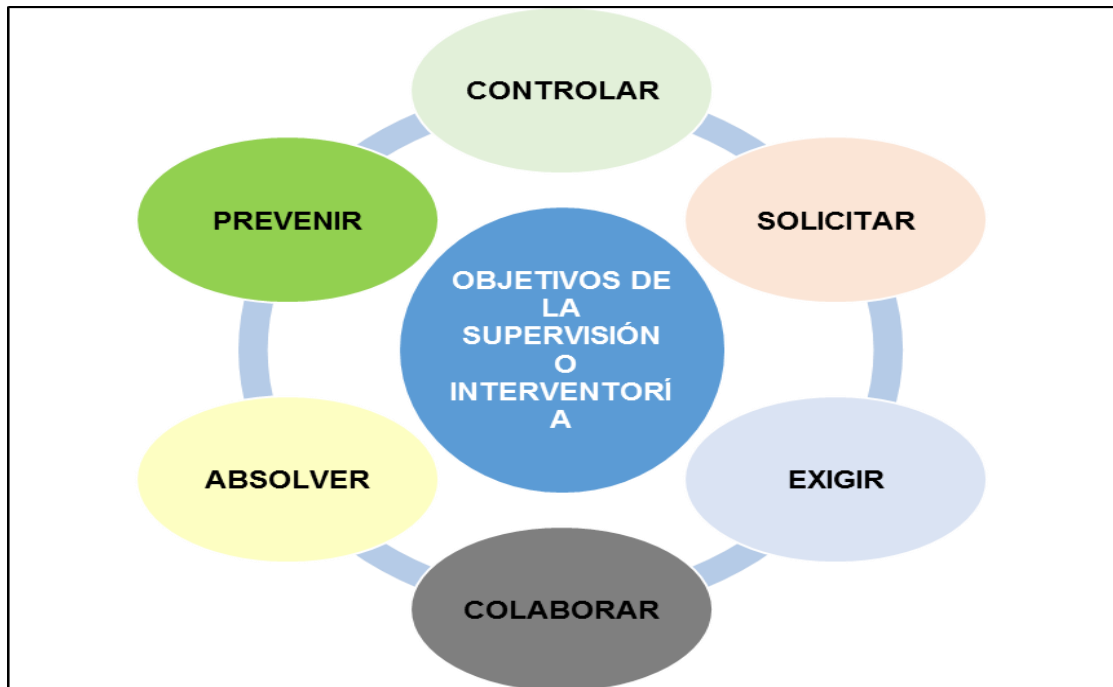 CONTROLAR
PREVENIR
SOLICITAR
OBJETIVOS DE
LA
SUPERVISIÓN
O
INTERVENTORÍ
A
ABSOLVER
EXIGIR
COLABORAR